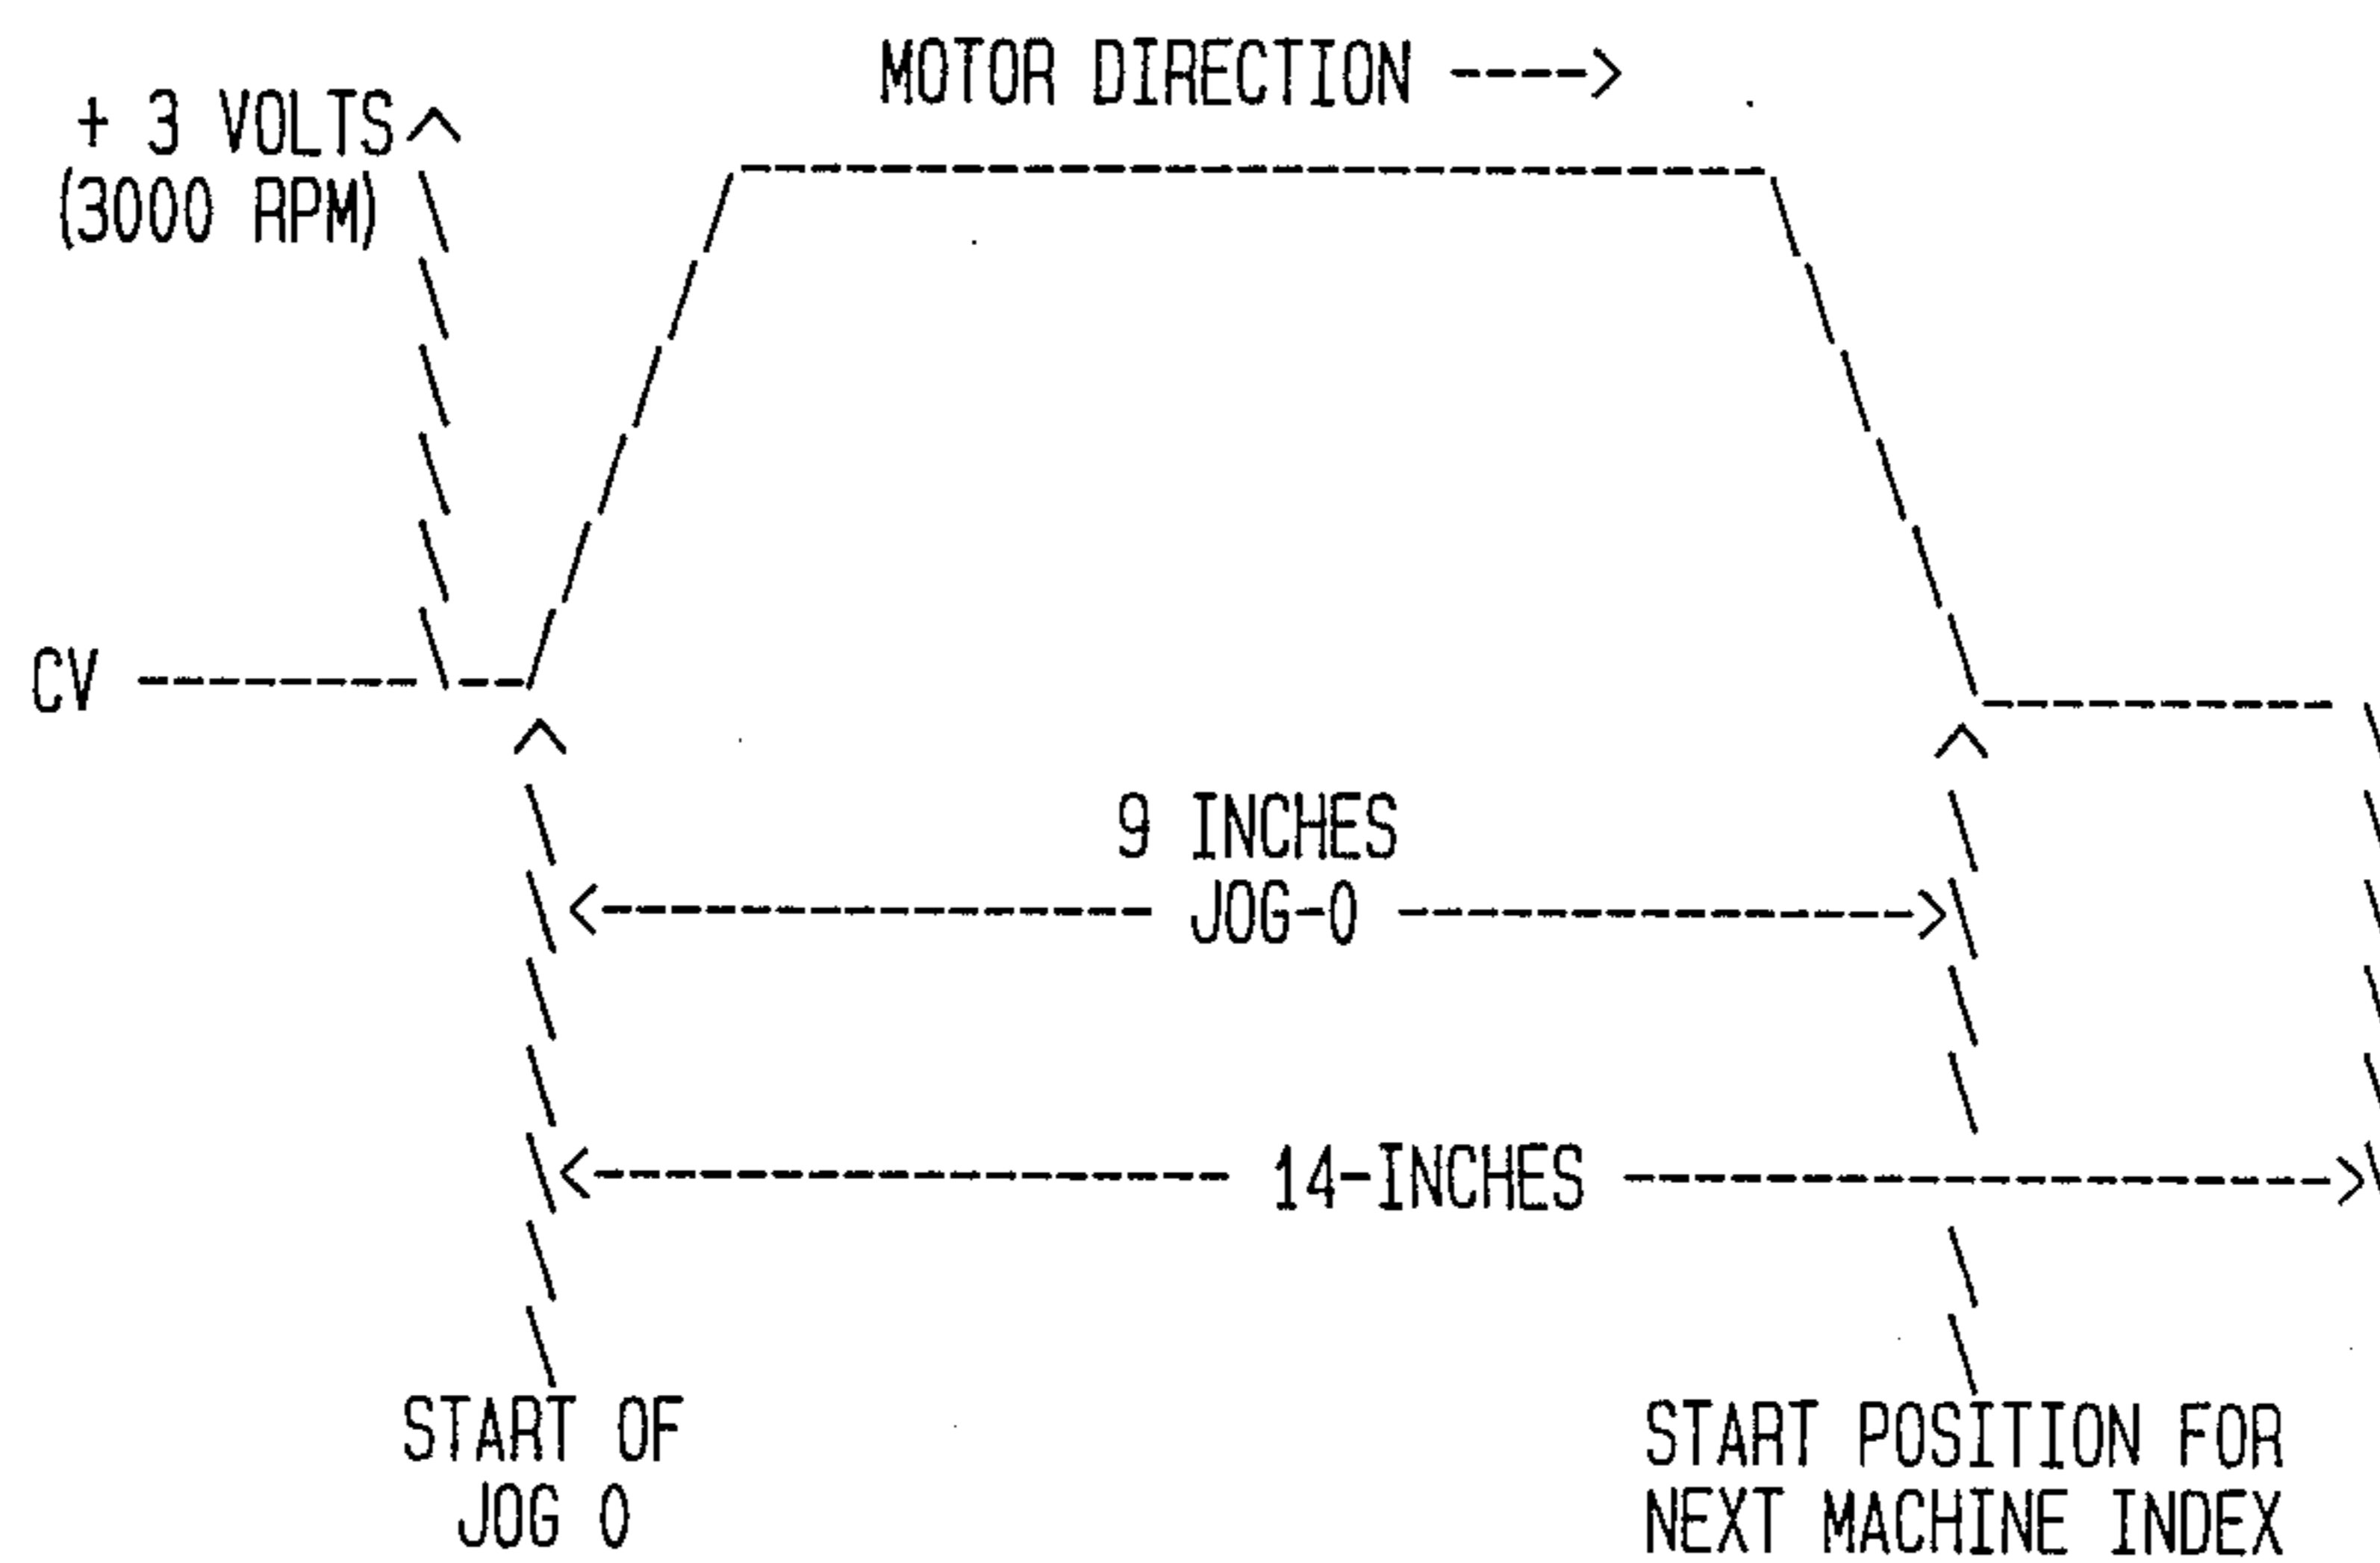 MOTOR DIRECTION ---->
+ 3 VOLTS
(3000 RPM)
CV
9 INCHES
JOG-0
14-INCHES
START OF
JOG 0
START POSITION FOR
NEXT MACHINE INDEX